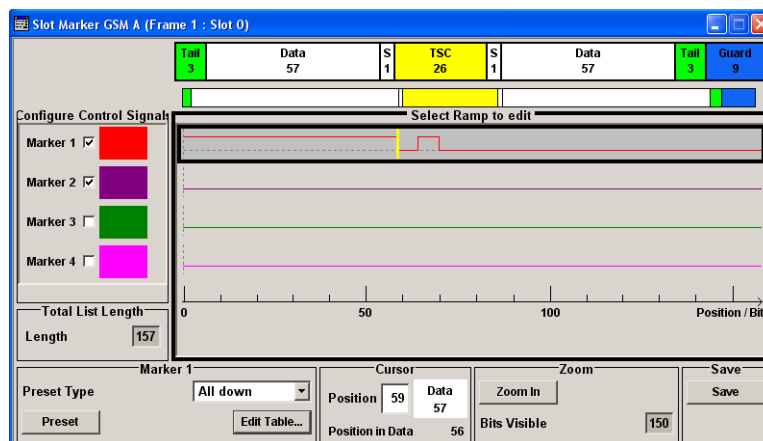 Slot Marker GSM A (Frame 1 : Slot 0)
Tail Data S TSC S Data Tail Guard
3 57 1 26 1 57 3 9
Configure Control Signals
Select Ramp to edit
Marker 1
Marker 2
Marker 3
Marker 4
0 50 100 Position / Bit
Total List Length
Length 157
Marker 1
Preset Type All down
Preset Edit Table...
Cursor
Position 59 Data
57
Position in Data 56
Zoom
Zoom In
Bits Visible 150
Save
Save